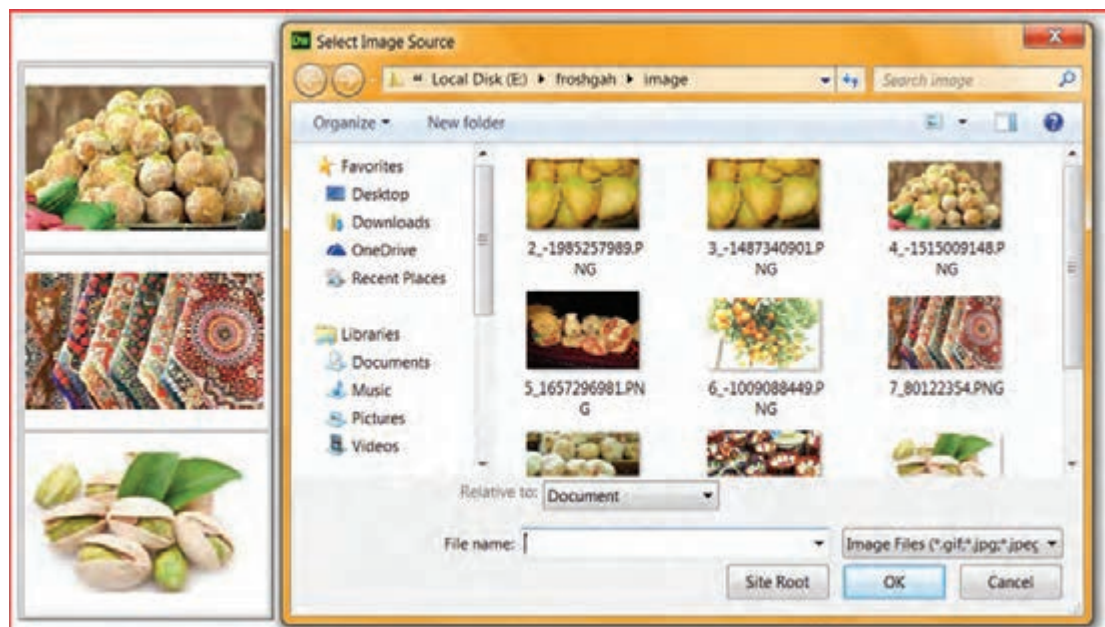 Dw Select Image Source
« Local Disk (E:) ▸ froshgah ▸ image
Search image
Organize ▾ New folder
Favorites
Desktop
Downloads
OneDrive
Recent Places
Libraries
Documents
Music
Pictures
Videos
2_-1985257989.P
NG
3_-1487340901.P
NG
4_-1515009148.P
NG
5_1657296981.PN
G
6_-1009088449.P
NG
7_80122354.PNG
Relative to: Document
File name:
Image Files (*.gif;*.jpg;*.jpeg
Site Root OK Cancel